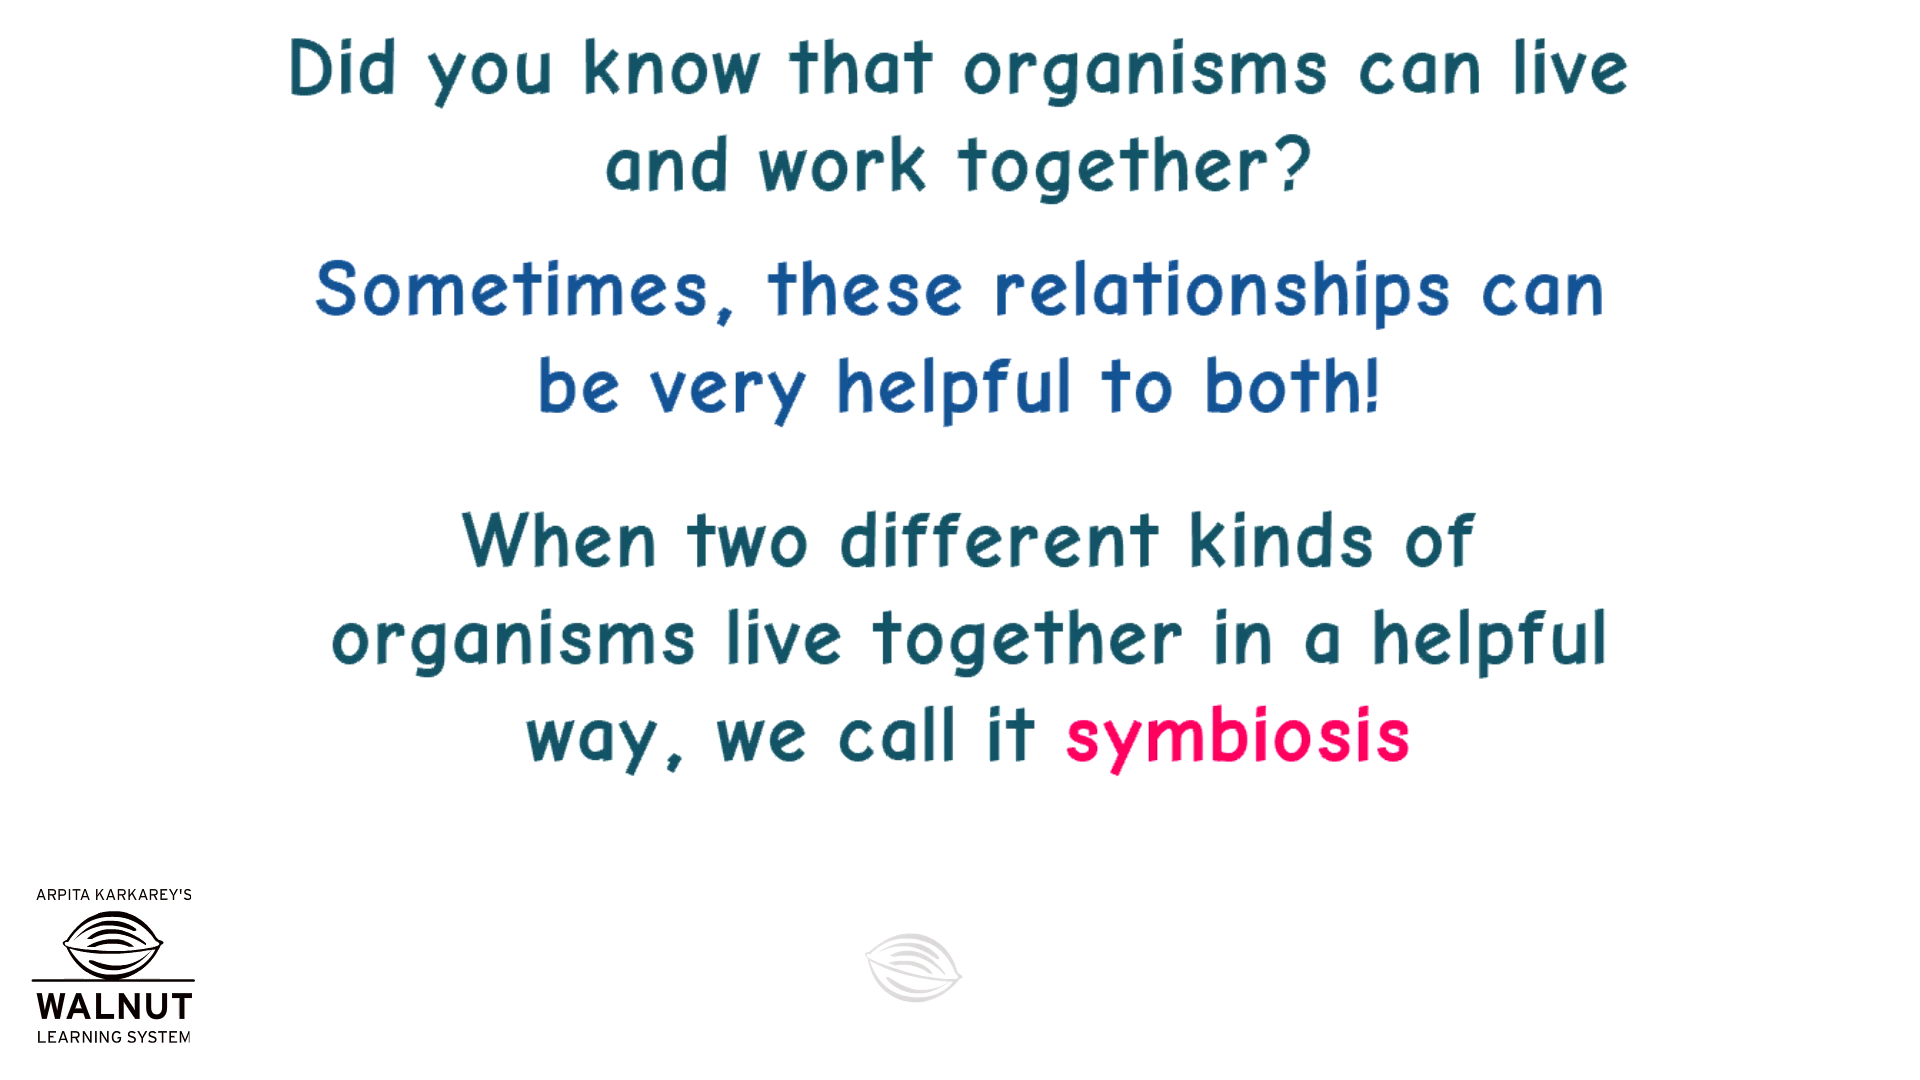 Did you know that organisms can live
and work together?
Sometimes, these relationships can
be very helpful to both!
When two different kinds of
organisms live together in a helpful
way, we call it symbiosis
ARPITA KARKAREY'S
WALNUT
LEARNING SYSTEM